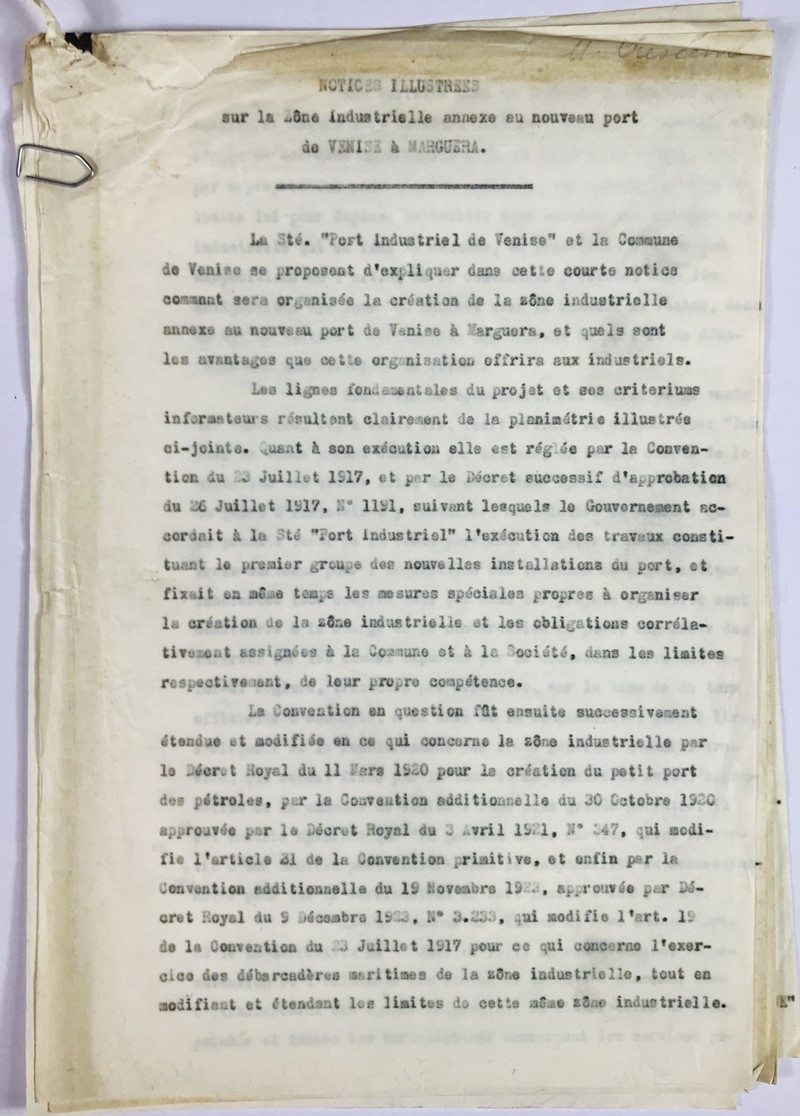 NOTICES ILLUSTREES
sur la zône industrielle annexe au nouveau port
de VENISE à MARGUERA.
La Sté. "Port industriel de Venise" et la Commune
de Venise se proposent d'expliquer dans cette courte notice
comment sera organisée la création de la zône industrielle
annexe au nouveau port de Venise à Marguera, et quels sont
les avantages que cette organisation offrira aux industriels.
Les lignes fondamentales du projet et ses criteriums
informateurs résultent clairement de la planimétrie illustrée
ci-jointe. Quant à son exécution elle est réglée par la Conven-
tion du 23 Juillet 1917, et par le Décret successif d'approbation
du 26 Juillet 1917, N° 1191, suivant lesquels le Gouvernement ac-
cordait à la Sté "Port industriel" l'exécution des travaux consti-
tuant le premier groupe des nouvelles installations du port, et
fixait en même temps les mesures spéciales propres à organiser
la création de la zône industrielle et les obligations corréla-
tivement assignées à la Commune et à la Société, dans les limites
respectivement, de leur propre compétence.
La Convention en question fût ensuite successivement
étendue et modifiée en ce qui concerne la zône industrielle par
le Décret Royal du 11 Mars 1920 pour la création du petit port
des pétroles, par la Convention additionnelle du 30 Octobre 1920
approuvée par le Décret Royal du 3 Avril 1921, N° 347, qui modi-
fie l'article 21 de la Convention primitive, et enfin par la
Convention additionnelle du 19 Novembre approuvée par Dé-
cret Royal du 9 Décembre N° qui modifie l'art. 19
de la Convention du 23 Juillet 1917 pour ce qui concerne l'exer-
cice des débarcadères maritimes de la zône industrielle, tout en
modifiant et étendant les limites de cette même zône industrielle.